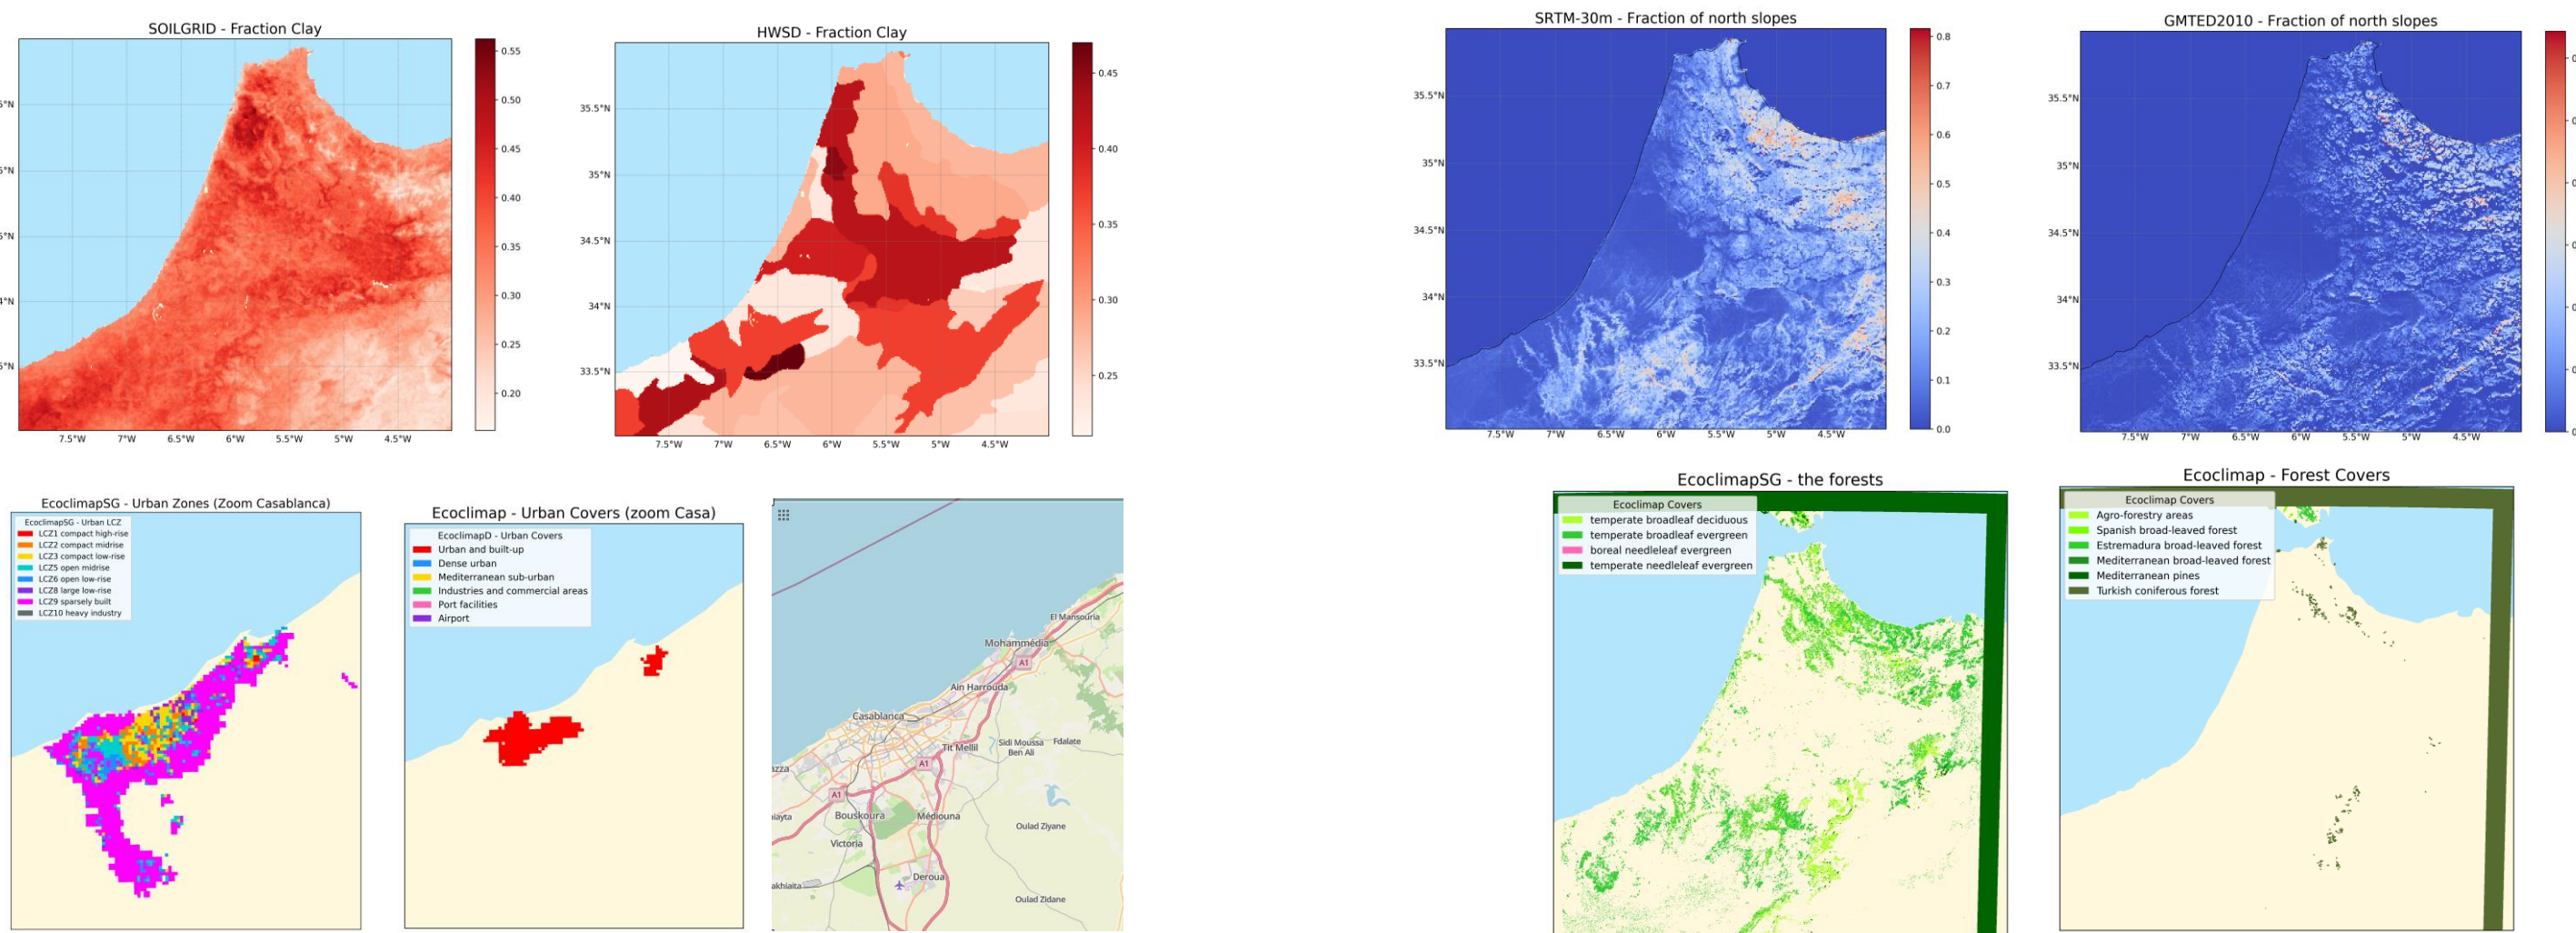 SOILGRID - Fraction Clay
0.55
0.50
0.45
0.40
0.35
0.30
0.25
0.20
5°N
5°N
5°N
4°N
5°N
7.5°W 7°W 6.5°W 6°W 5.5°W 5°W 4.5°W
HWSD - Fraction Clay
35.5°N
35°N
34.5°N
34°N
33.5°N
0.45
0.40
0.35
0.30
0.25
7.5°W 7°W 6.5°W 6°W 5.5°W 5°W 4.5°W
SRTM-30m - Fraction of north slopes
35.5°N
35°N
34.5°N
34°N
33.5°N
0.8
0.7
0.6
0.5
0.4
0.3
0.2
0.1
0.0
7.5°W 7°W 6.5°W 6°W 5.5°W 5°W 4.5°W
GMTED2010 - Fraction of north slopes
35.5°N
35°N
34.5°N
34°N
33.5°N
7.5°W 7°W 6.5°W 6°W 5.5°W 5°W 4.5°W
EcoclimapSG - Urban Zones (Zoom Casablanca)
EcoclimapSG - Urban LCZ
LCZ1 compact high-rise
LCZ2 compact midrise
LCZ3 compact low-rise
LCZ5 open midrise
LCZ6 open low-rise
LCZ8 large low-rise
LCZ9 sparsely built
LCZ10 heavy industry
Ecoclimap - Urban Covers (zoom Casa)
EcoclimapD - Urban Covers
Urban and built-up
Dense urban
Mediterranean sub-urban
Industries and commercial areas
Port facilities
Airport
El Mansouria
Mohammédia
A1
Ain Harrouda
Casablanca
Tit Mellil
Sidi Moussa
Ben Ali
Fdalate
azza
A1
A1
Bouskoura
Médiouna
Oulad Ziyane
Victoria
Deroua
Oulad Zidane
EcoclimapSG - the forests
Ecoclimap Covers
temperate broadleaf deciduous
temperate broadleaf evergreen
boreal needleleaf evergreen
temperate needleleaf evergreen
Ecoclimap - Forest Covers
Ecoclimap Covers
Agro-forestry areas
Spanish broad-leaved forest
Estremadura broad-leaved forest
Mediterranean broad-leaved forest
Mediterranean pines
Turkish coniferous forest